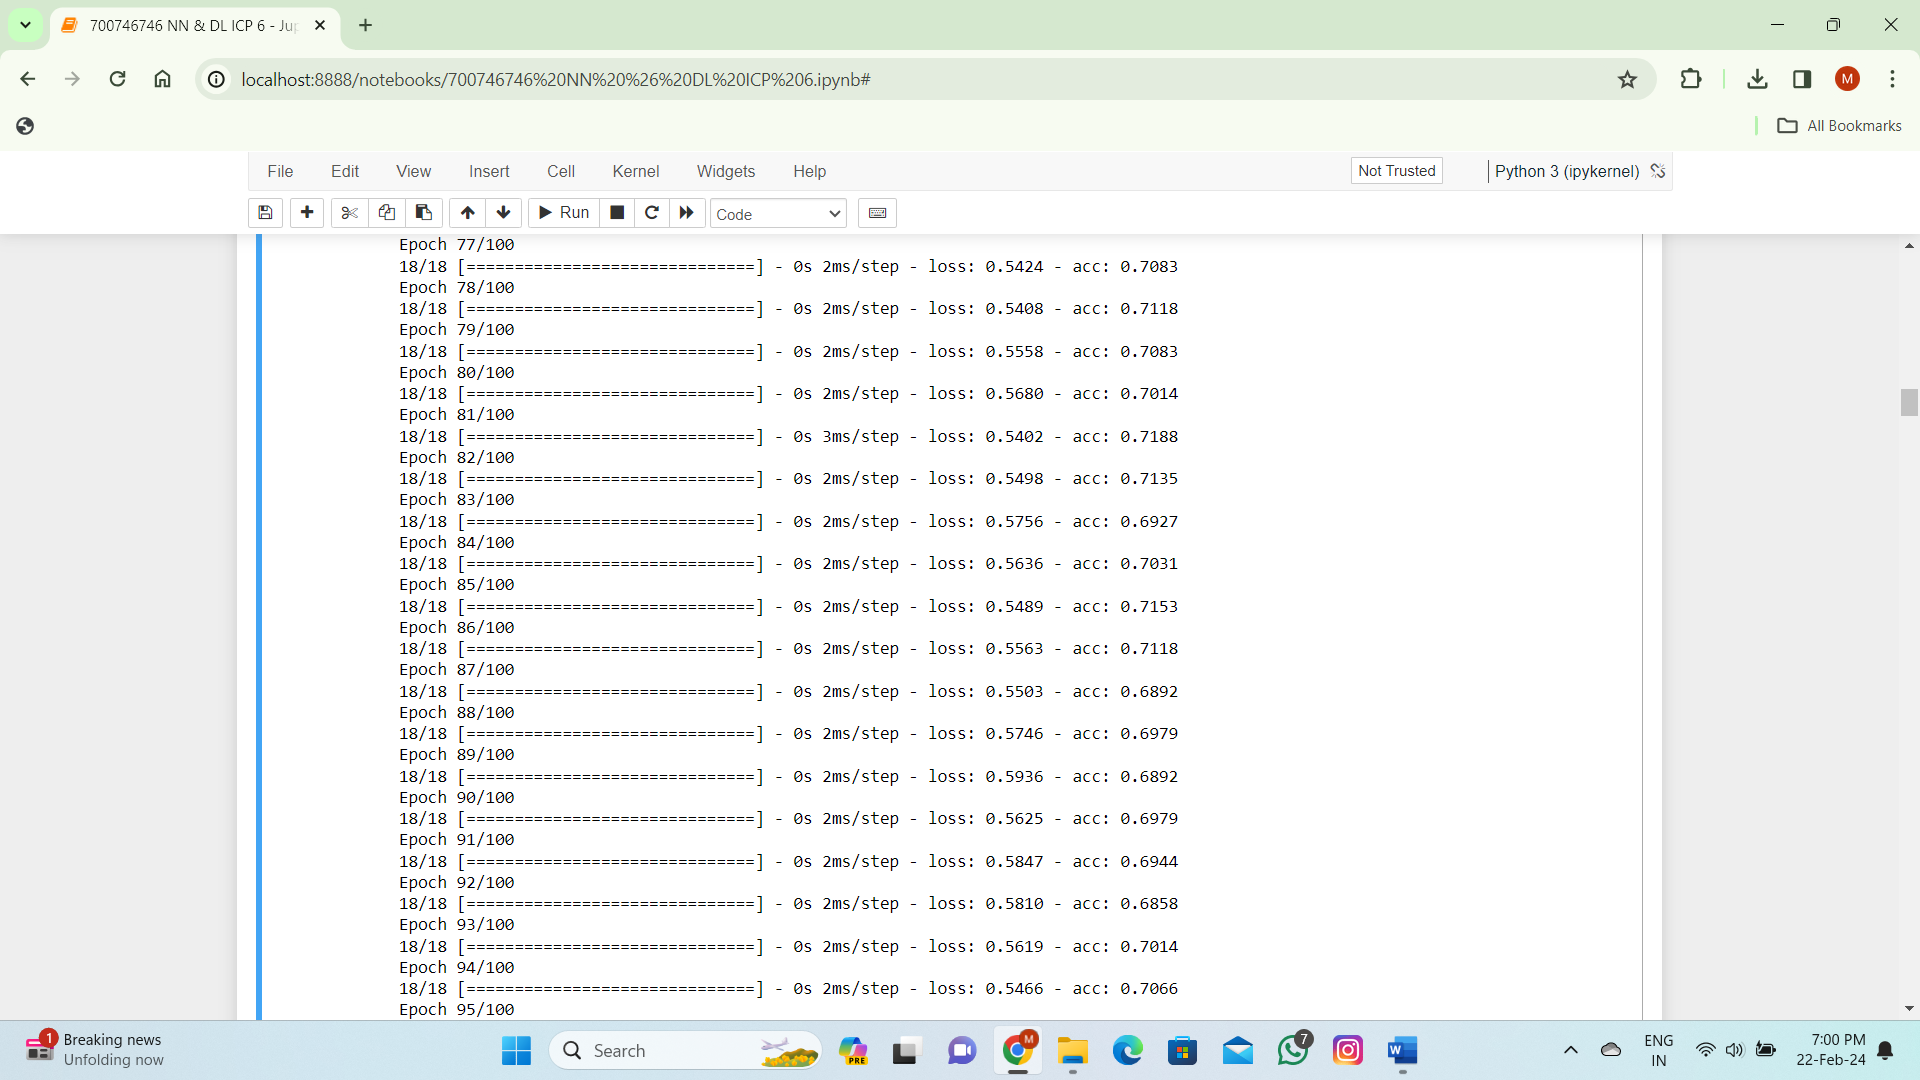 700746746 NN & DL ICP 6 - Jup
localhost:8888/notebooks/700746746%20NN%20%26%20DL%20ICP%206.ipynb#
M
All Bookmarks
File Edit View Insert Cell Kernel Widgets Help
Not Trusted
Python 3 (ipykernel)
Run
Code
Epoch 77/100
18/18 [==============================] - 0s 2ms/step - loss: 0.5424 - acc: 0.7083
Epoch 78/100
18/18 [==============================] - 0s 2ms/step - loss: 0.5408 - acc: 0.7118
Epoch 79/100
18/18 [==============================] - 0s 2ms/step - loss: 0.5558 - acc: 0.7083
Epoch 80/100
18/18 [==============================] - 0s 2ms/step - loss: 0.5680 - acc: 0.7014
Epoch 81/100
18/18 [==============================] - 0s 3ms/step - loss: 0.5402 - acc: 0.7188
Epoch 82/100
18/18 [==============================] - 0s 2ms/step - loss: 0.5498 - acc: 0.7135
Epoch 83/100
18/18 [==============================] - 0s 2ms/step - loss: 0.5756 - acc: 0.6927
Epoch 84/100
18/18 [==============================] - 0s 2ms/step - loss: 0.5636 - acc: 0.7031
Epoch 85/100
18/18 [==============================] - 0s 2ms/step - loss: 0.5489 - acc: 0.7153
Epoch 86/100
18/18 [==============================] - 0s 2ms/step - loss: 0.5563 - acc: 0.7118
Epoch 87/100
18/18 [==============================] - 0s 2ms/step - loss: 0.5503 - acc: 0.6892
Epoch 88/100
18/18 [==============================] - 0s 2ms/step - loss: 0.5746 - acc: 0.6979
Epoch 89/100
18/18 [==============================] - 0s 2ms/step - loss: 0.5936 - acc: 0.6892
Epoch 90/100
18/18 [==============================] - 0s 2ms/step - loss: 0.5625 - acc: 0.6979
Epoch 91/100
18/18 [==============================] - 0s 2ms/step - loss: 0.5847 - acc: 0.6944
Epoch 92/100
18/18 [==============================] - 0s 2ms/step - loss: 0.5810 - acc: 0.6858
Epoch 93/100
18/18 [==============================] - 0s 2ms/step - loss: 0.5619 - acc: 0.7014
Epoch 94/100
18/18 [==============================] - 0s 2ms/step - loss: 0.5466 - acc: 0.7066
Epoch 95/100
1
Breaking news
Unfolding now
Search
PRE
M
7
W
ENG
IN
7:00 PM
22-Feb-24